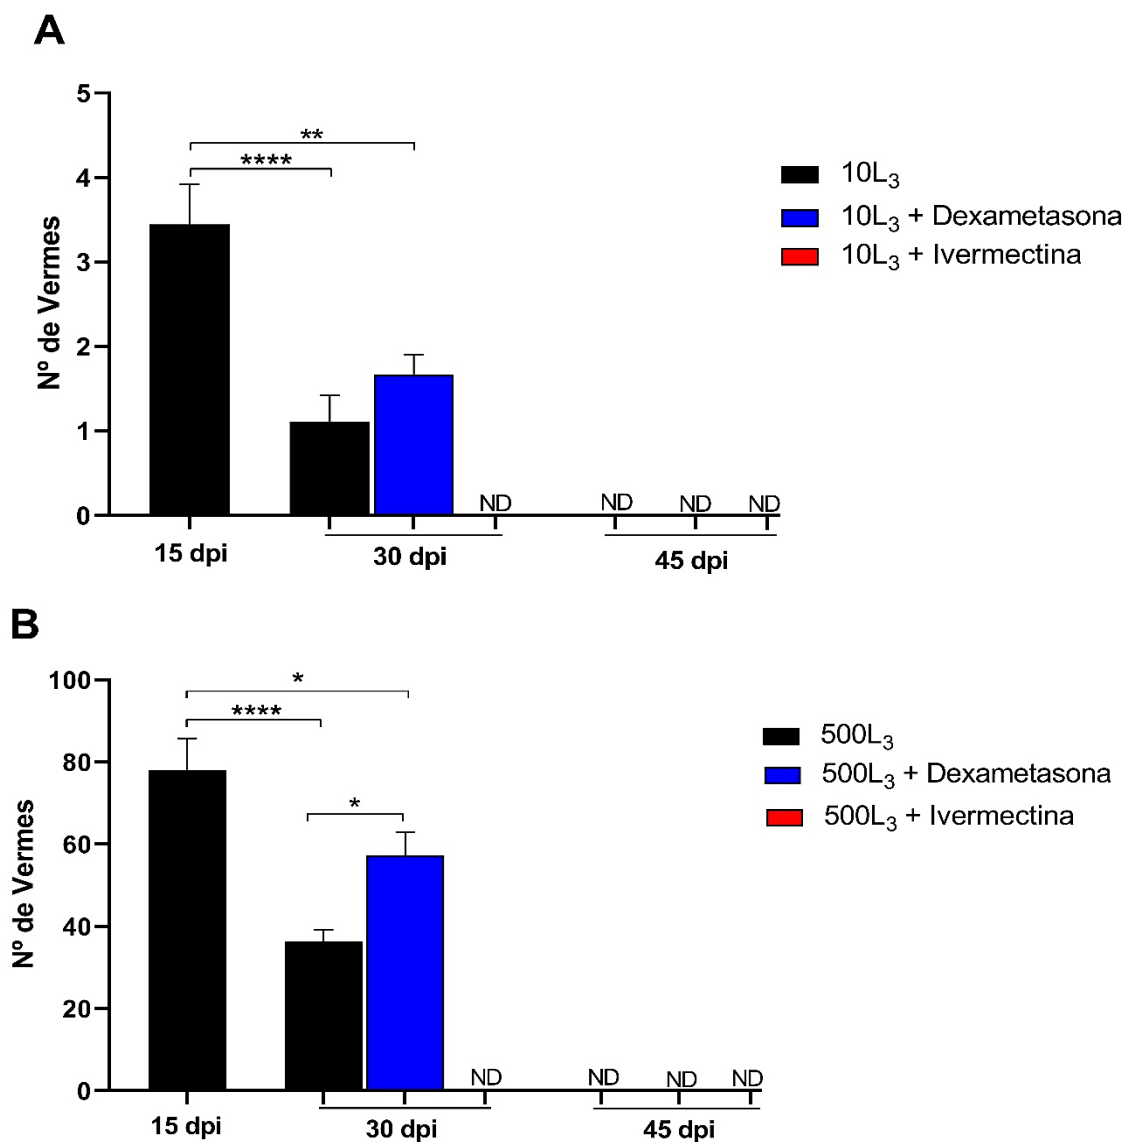 A
5
4
3
2
1
0
Nº de Vermes
**
****
ND
ND
ND
ND
15 dpi
30 dpi
45 dpi
10L3
10L3 + Dexametasona
10L3 + Ivermectina
B
100
80
60
40
20
0
Nº de Vermes
*
****
*
ND
ND
ND
ND
15 dpi
30 dpi
45 dpi
500L3
500L3 + Dexametasona
500L3 + Ivermectina